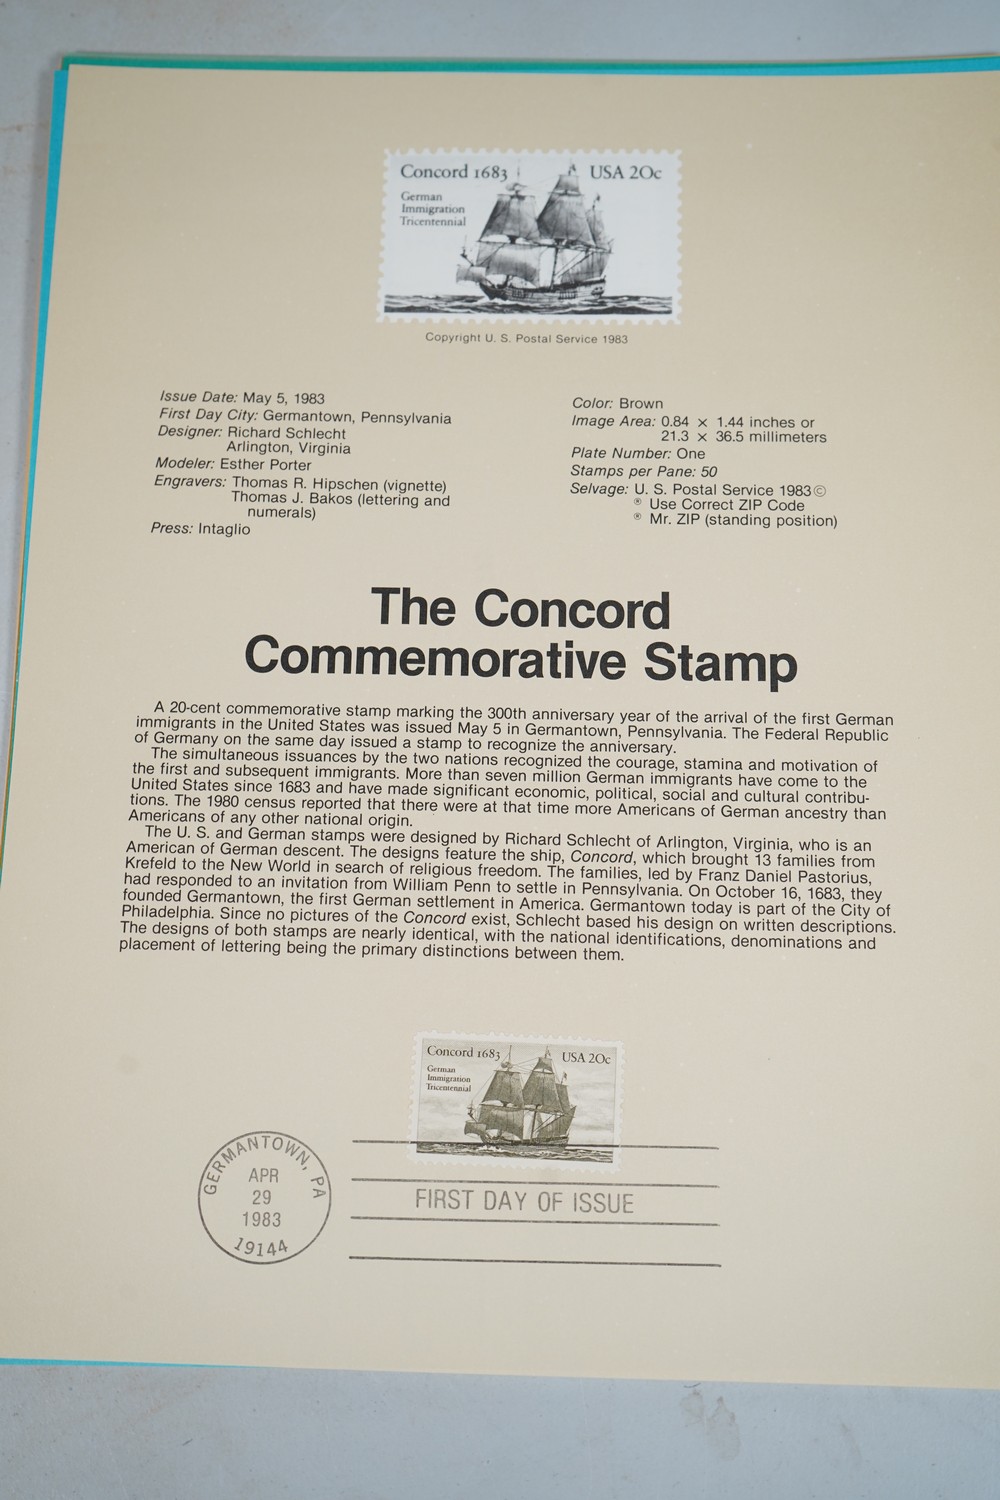 Concord 1683 USA 20c
German
Immigration
Tricentennial
Copyright U. S. Postal Service 1983
Issue Date: May 5, 1983
First Day City: Germantown, Pennsylvania
Designer: Richard Schlecht
Arlington, Virginia
Modeler: Esther Porter
Engravers: Thomas R. Hipschen (vignette)
Thomas J. Bakos (lettering and
numerals)
Press: Intaglio
Color: Brown
Image Area: 0.84 × 1.44 inches or
21.3 × 36.5 millimeters
Plate Number: One
Stamps per Pane: 50
Selvage: U. S. Postal Service 1983©
® Use Correct ZIP Code
® Mr. ZIP (standing position)
The Concord
Commemorative Stamp
A 20-cent commemorative stamp marking the 300th anniversary year of the arrival of the first German
immigrants in the United States was issued May 5 in Germantown, Pennsylvania. The Federal Republic
of Germany on the same day issued a stamp to recognize the anniversary.
The simultaneous issuances by the two nations recognized the courage, stamina and motivation of
the first and subsequent immigrants. More than seven million German immigrants have come to the
United States since 1683 and have made significant economic, political, social and cultural contribu-
tions. The 1980 census reported that there were at that time more Americans of German ancestry than
Americans of any other national origin.
The U. S. and German stamps were designed by Richard Schlecht of Arlington, Virginia, who is an
American of German descent. The designs feature the ship, Concord, which brought 13 families from
Krefeld to the New World in search of religious freedom. The families, led by Franz Daniel Pastorius,
had responded to an invitation from William Penn to settle in Pennsylvania. On October 16, 1683, they
founded Germantown, the first German settlement in America. Germantown today is part of the City of
Philadelphia. Since no pictures of the Concord exist, Schlecht based his design on written descriptions.
The designs of both stamps are nearly identical, with the national identifications, denominations and
placement of lettering being the primary distinctions between them.
Concord 1683 USA 20c
German
Immigration
Tricentennial
GERMANTOWN, PA
APR
29
1983
19144
FIRST DAY OF ISSUE